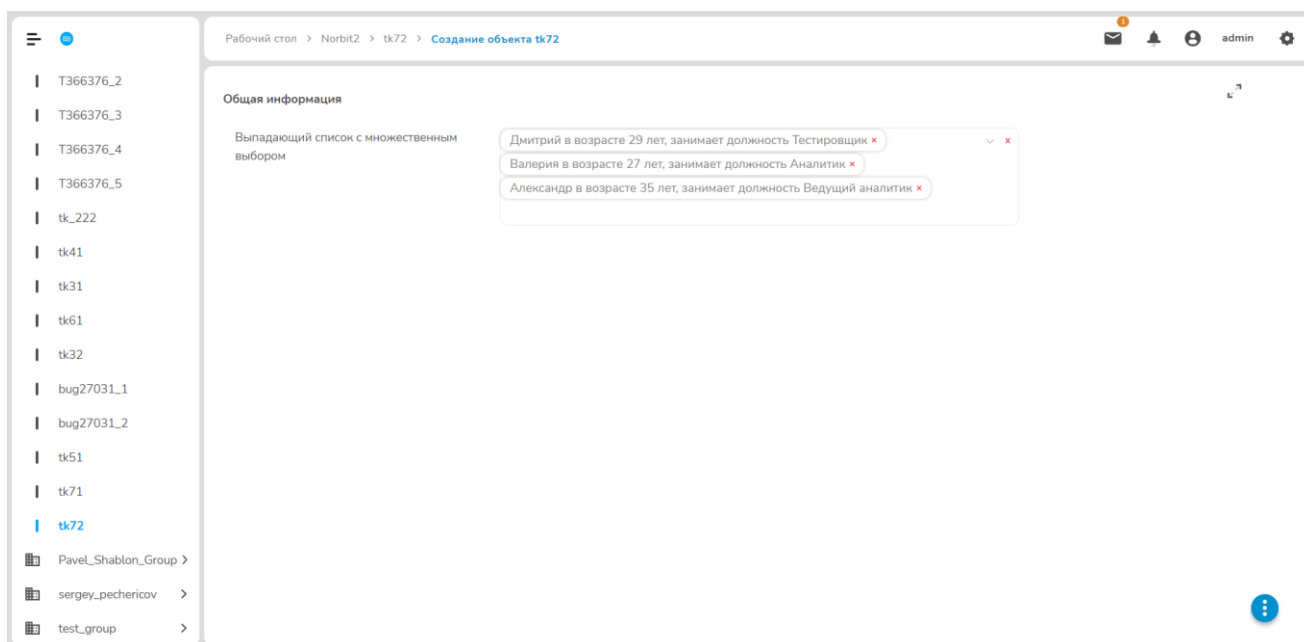 Рабочий стол > Norbit2 > tk72 > Создание объекта tk72
1
admin
T366376_2
T366376_3
T366376_4
T366376_5
tk_222
tk41
tk31
tk61
tk32
bug27031_1
bug27031_2
tk51
tk71
tk72
Pavel_Shablon_Group >
sergey_pechericov >
test_group >
Общая информация
Выпадающий список с множественным
выбором
Дмитрий в возрасте 29 лет, занимает должность Тестировщик ×
Валерия в возрасте 27 лет, занимает должность Аналитик ×
Александр в возрасте 35 лет, занимает должность Ведущий аналитик ×